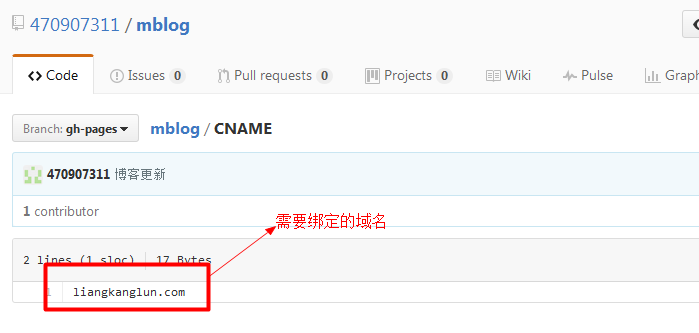 470907311 / mblog
Code Issues 0 Pull requests 0 Projects 0 Wiki Pulse Graph
Branch: gh-pages mblog / CNAME
470907311 博客更新
1 contributor
需要绑定的域名
2 lines (1 sloc) 17 Bytes
1 liangkanglun.com